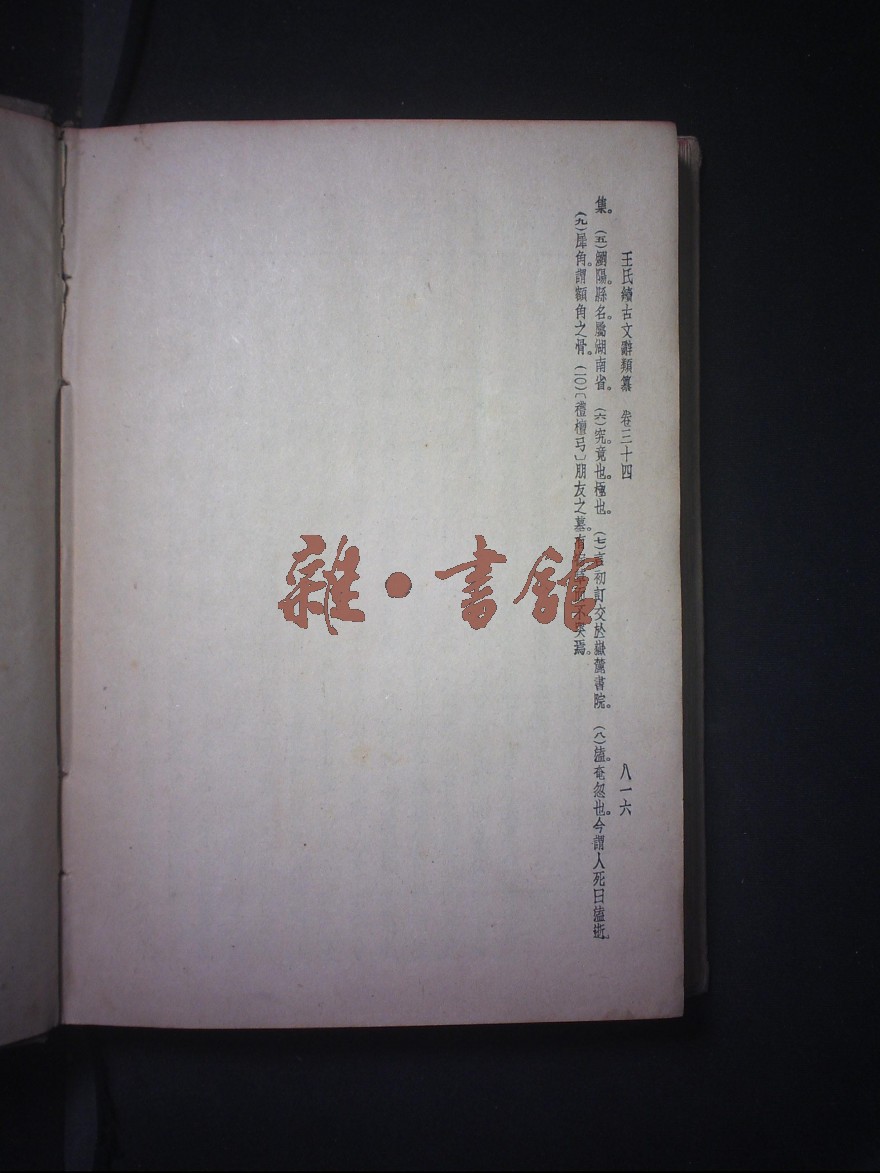 王氏續古文辭類纂　卷三十四　八一六
集。（五）瀏陽。縣名。屬湖南省。（六）究。竟也。極也。（七）言初訂交於嶽麓書院。（八）溘。奄忽也。今謂人死曰溘逝。
（九）犀角。謂額角之骨。（一〇）〔禮檀弓〕朋友之墓。有焉。
雜·書館